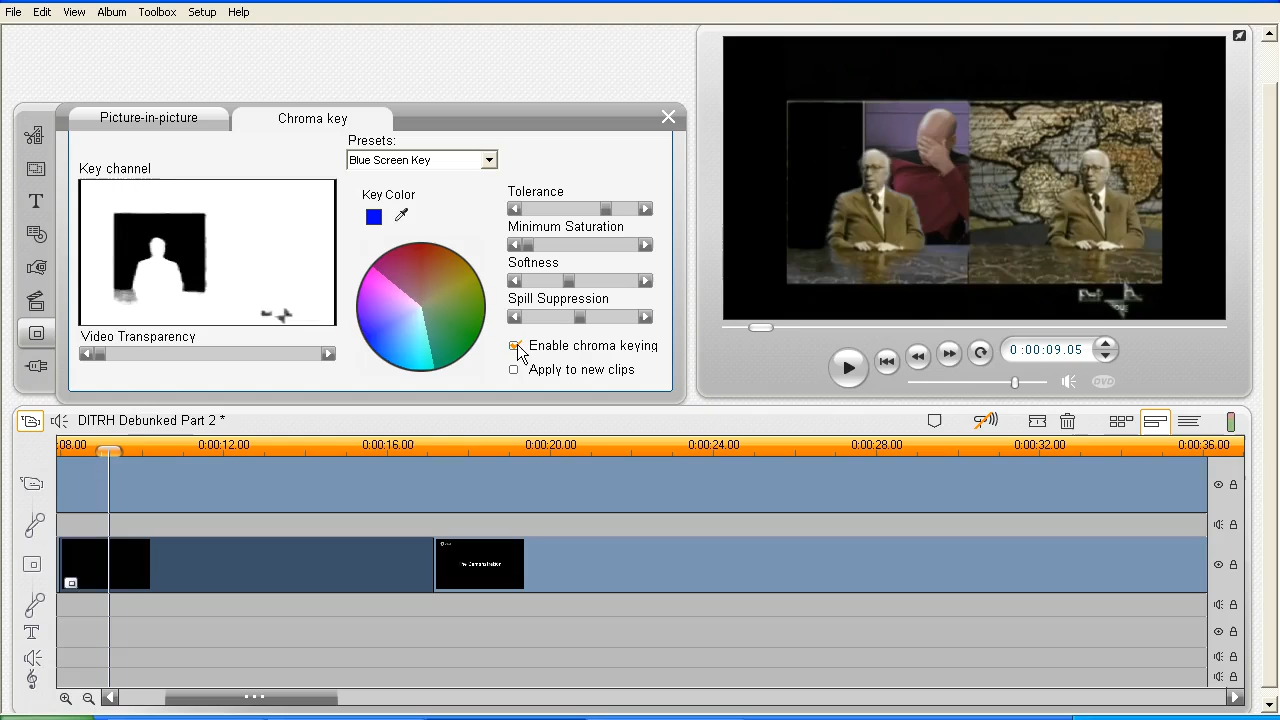 File Edit View Album Toolbox Setup Help
Picture-in-picture Chroma key
Presets:
Key channel
Blue Screen Key
Key Color
Tolerance
Minimum Saturation
Softness
Spill Suppression
Video Transparency
Enable chroma keying
Apply to new clips
0:00:09.05
DVD
DITRH Debunked Part 2 *
:08.00 0:00:12.00 0:00:16.00 0:00:20.00 0:00:24.00 0:00:28.00 0:00:32.00 0:00:36.00
he Demonstration
T
T